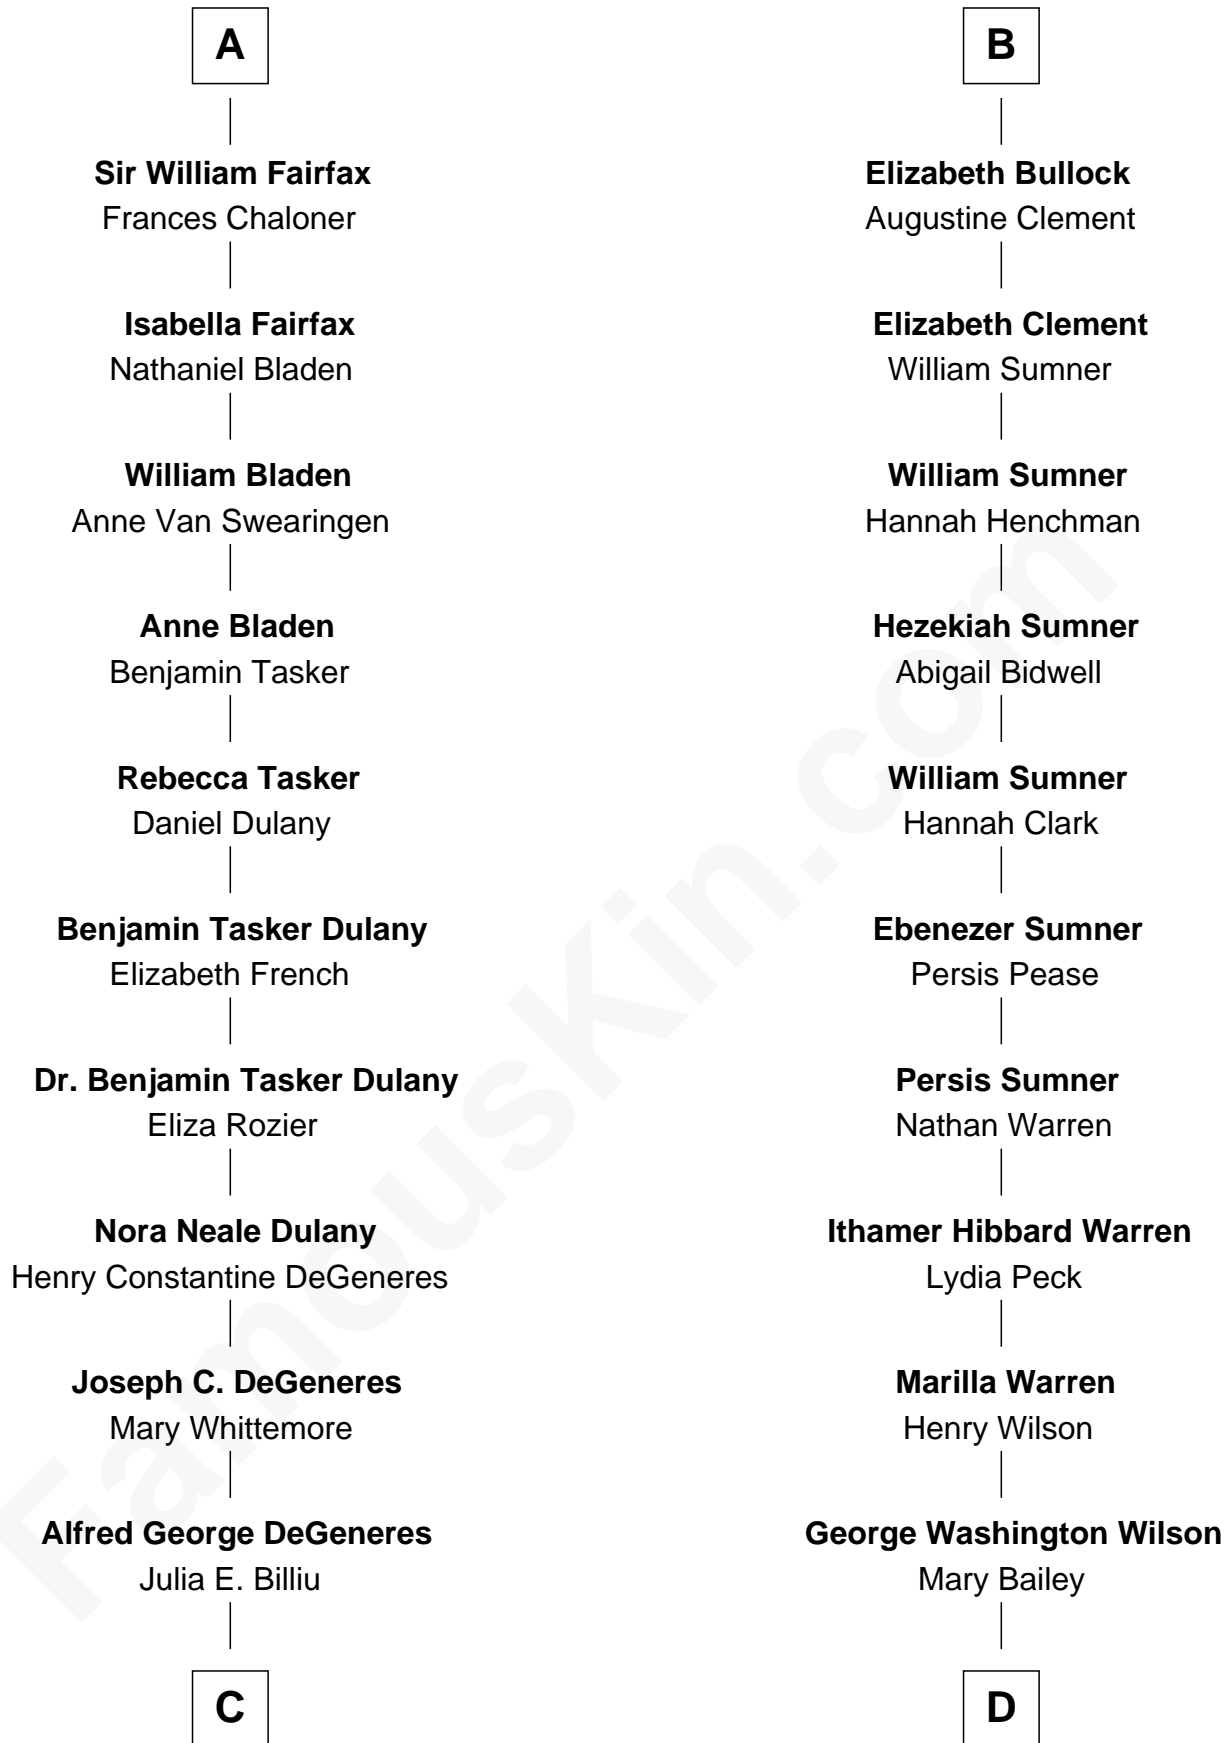 A
Sir William Fairfax
Frances Chaloner
Isabella Fairfax
Nathaniel Bladen
William Bladen
Anne Van Swearingen
Anne Bladen
Benjamin Tasker
Rebecca Tasker
Daniel Dulany
Benjamin Tasker Dulany
Elizabeth French
Dr. Benjamin Tasker Dulany
Eliza Rozier
Nora Neale Dulany
Henry Constantine DeGeneres
Joseph C. DeGeneres
Mary Whittemore
Alfred George DeGeneres
Julia E. Billiu
C
B
Elizabeth Bullock
Augustine Clement
Elizabeth Clement
William Sumner
William Sumner
Hannah Henchman
Hezekiah Sumner
Abigail Bidwell
William Sumner
Hannah Clark
Ebenezer Sumner
Persis Pease
Persis Sumner
Nathan Warren
Ithamer Hibbard Warren
Lydia Peck
Marilla Warren
Henry Wilson
George Washington Wilson
Mary Bailey
D
FamousKin.com